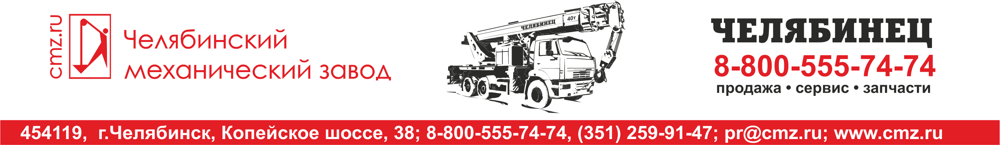 cmz.ru
Челябинский
механический завод
ЧЕЛЯБИНЕЦ
40т
ЧЕЛЯБИНЕЦ
8-800-555-74-74
продажа • сервис • запчасти
454119, г.Челябинск, Копейское шоссе, 38; 8-800-555-74-74, (351) 259-91-47; pr@cmz.ru; www.cmz.ru